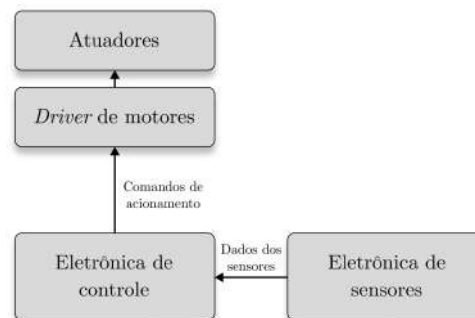 Atuadores
Driver de motores
Comandos de
acionamento
Eletrônica de
controle
Dados dos
sensores
Eletrônica de
sensores